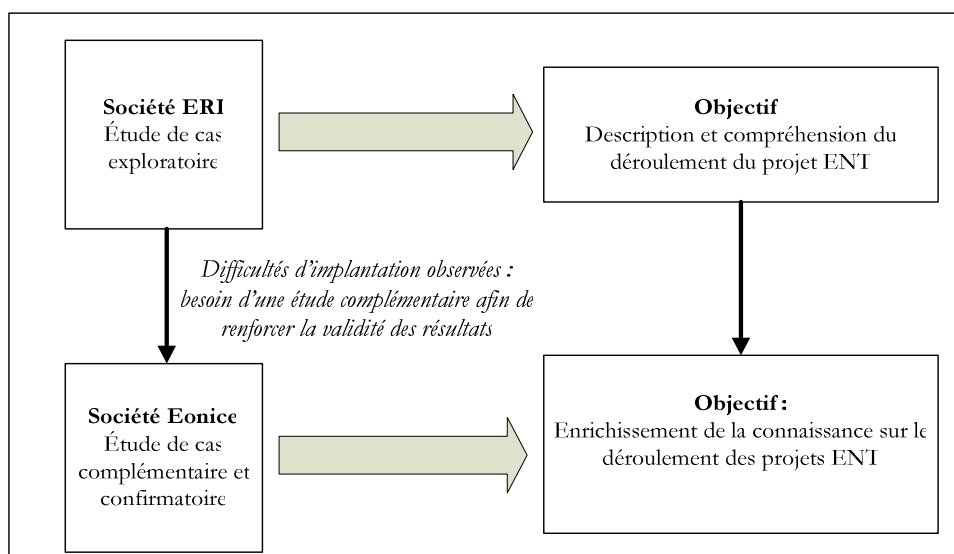 Société ERI
Étude de cas
exploratoire
Objectif
Description et compréhension du
déroulement du projet ENT
Difficultés d'implantation observées :
besoin d'une étude complémentaire afin de
renforcer la validité des résultats
Société Eonice
Étude de cas
complémentaire et
confirmatoire
Objectif :
Enrichissement de la connaissance sur le
déroulement des projets ENT